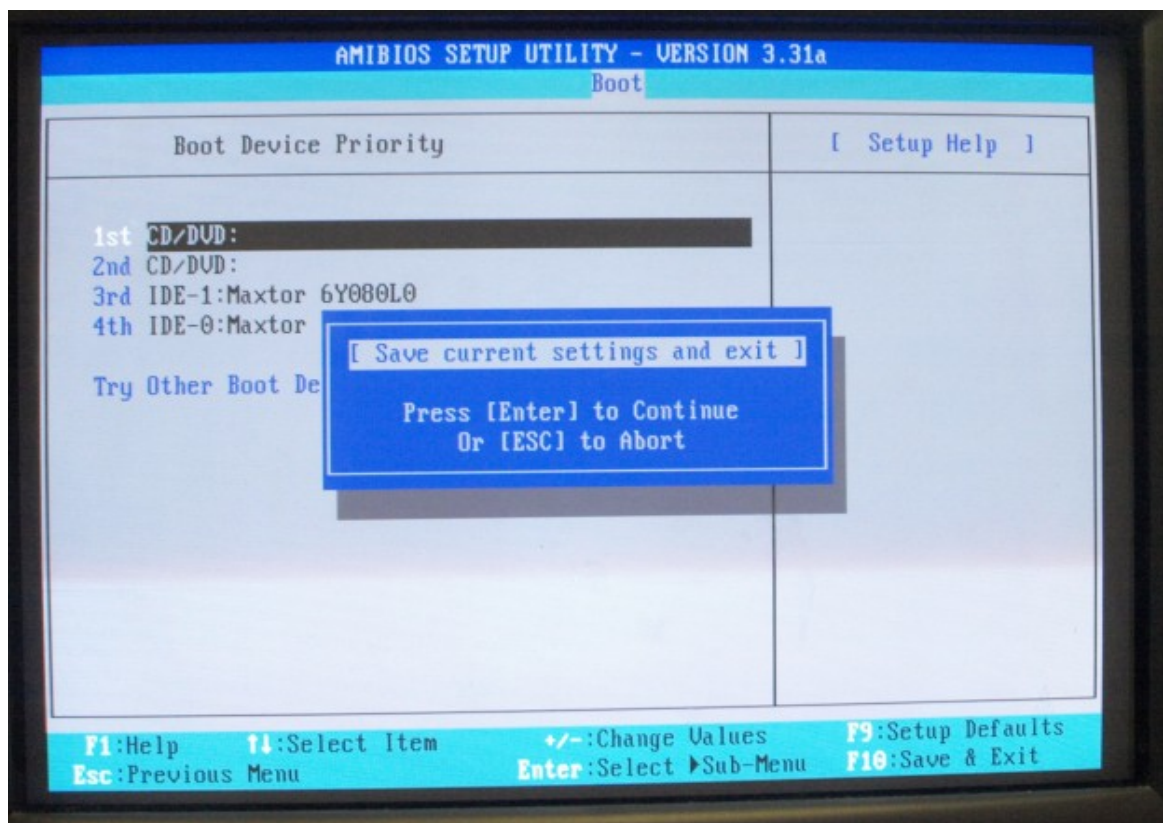 AMIBIOS SETUP UTILITY - VERSION 3.31a
Boot
Boot Device Priority
[ Setup Help ]
1st CD/DVD:
2nd CD/DVD:
3rd IDE-1:Maxtor 6Y080L0
4th IDE-0:Maxtor
Try Other Boot De
[ Save current settings and exit ]
Press [Enter] to Continue
Or [ESC] to Abort
F1:Help ↑↓:Select Item +/-:Change Values F9:Setup Defaults
Esc:Previous Menu Enter:Select ▶Sub-Menu F10:Save & Exit